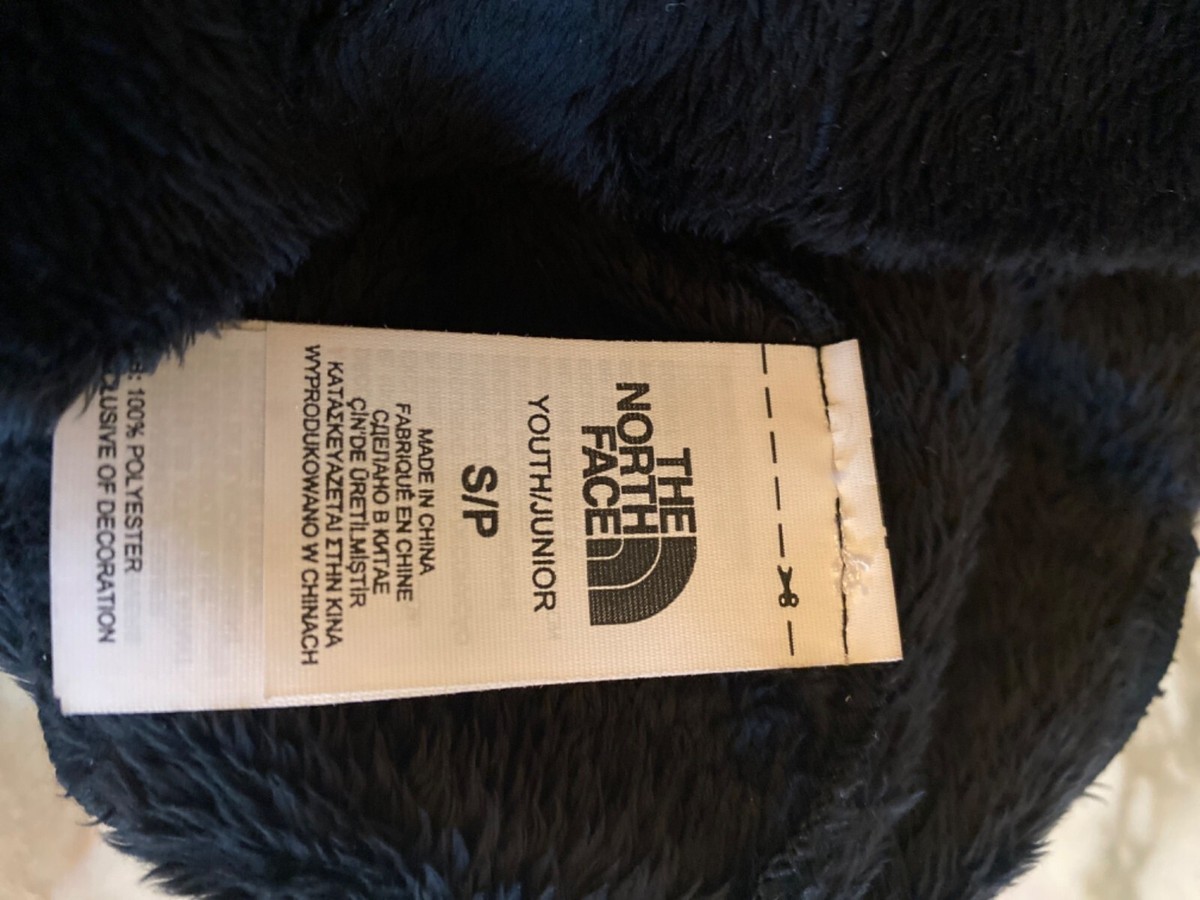 THE
NORTH
FACE
YOUTH/JUNIOR
S/P
MADE IN CHINA
FABRIQUÉ EN CHINE
СДЕЛАНО В КИТАЕ
ÇİN'DE ÜRETİLMİŞTİR
ΚΑΤΑΣΚΕΥΑΖΕΤΑΙ ΣΤΗΝ ΚΙΝΑ
WYPRODUKOWANO W CHINACH
100% POLYESTER
OF DECORATION